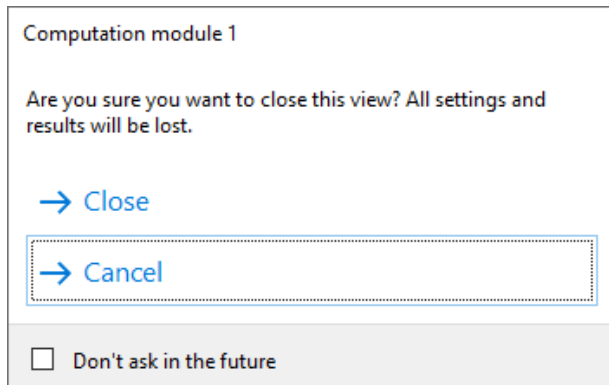 Computation module 1
Are you sure you want to close this view? All settings and
results will be lost.
Close
Cancel
Don't ask in the future